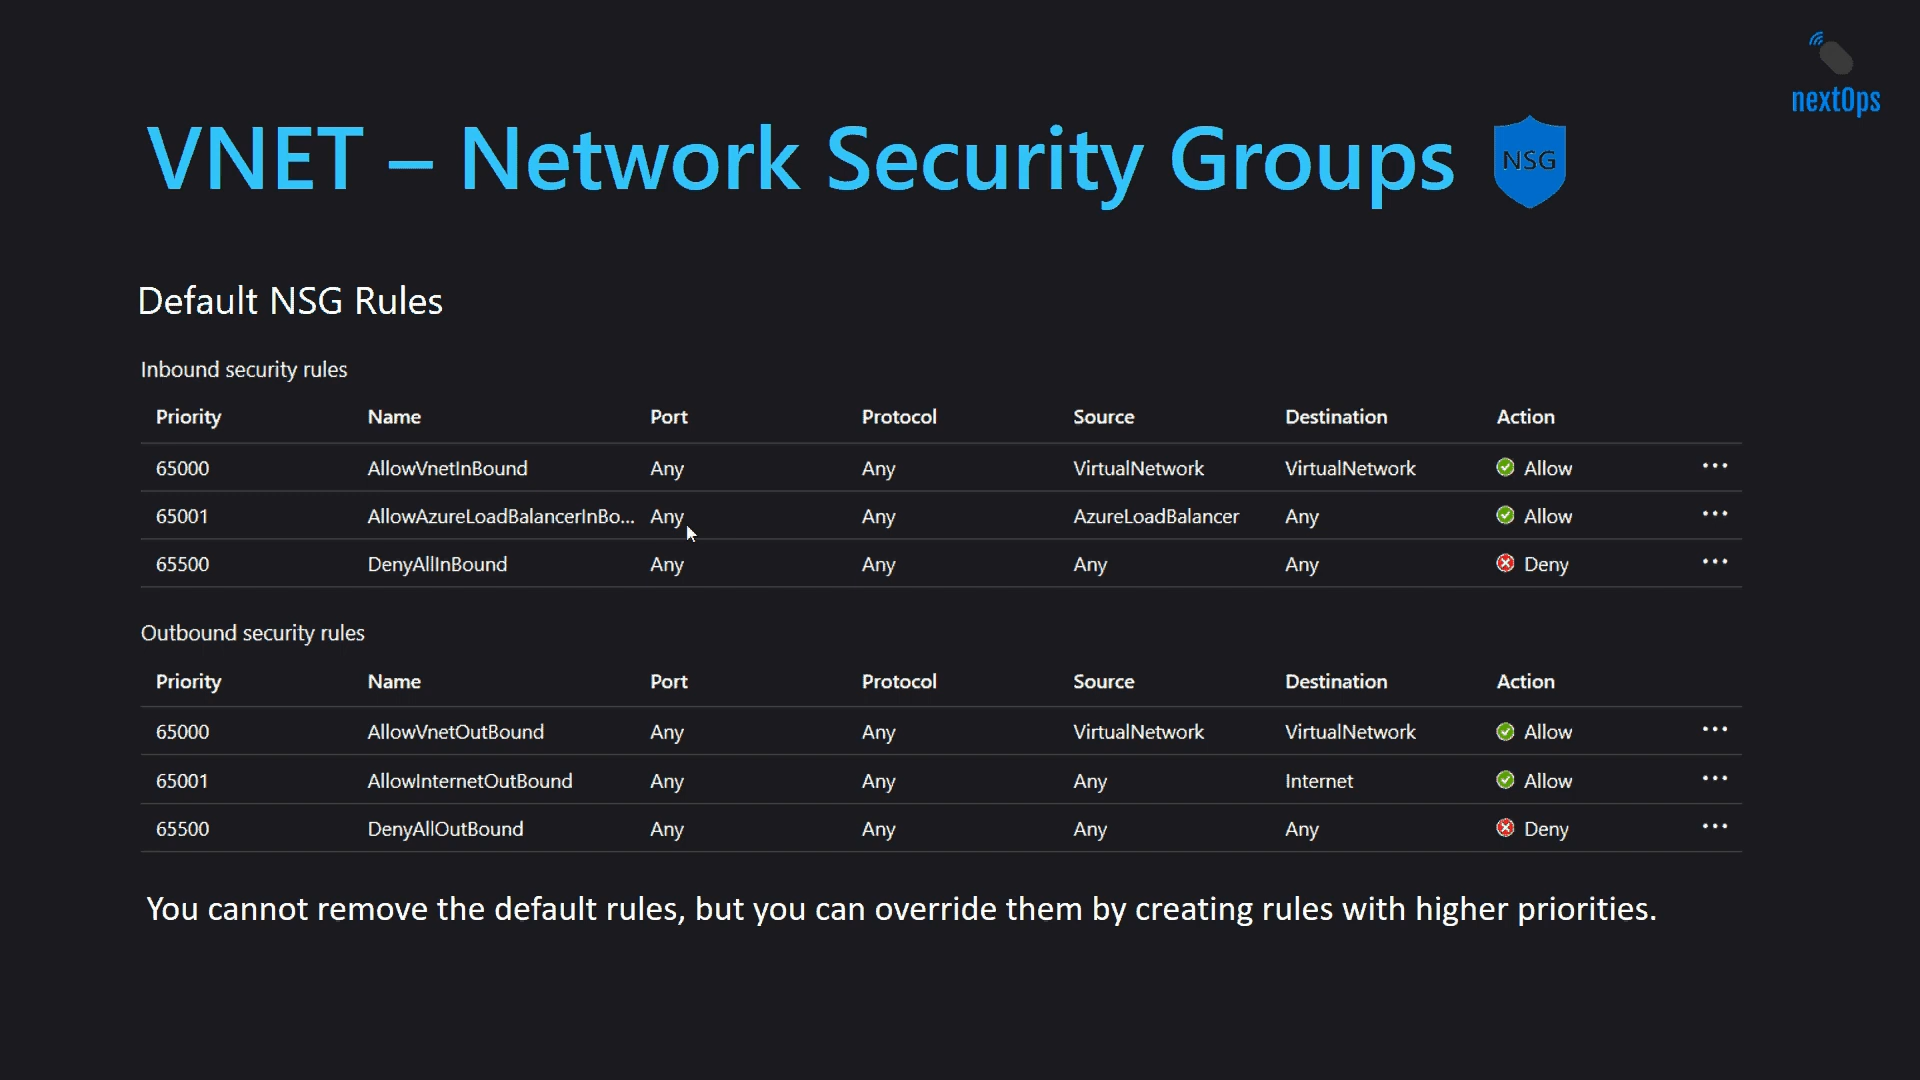 nextOps
VNET – Network Security Groups NSG
Default NSG Rules
Inbound security rules
Priority Name Port Protocol Source Destination Action
65000 AllowVnetInBound Any Any VirtualNetwork VirtualNetwork Allow ...
65001 AllowAzureLoadBalancerInBo... Any Any AzureLoadBalancer Any Allow ...
65500 DenyAllInBound Any Any Any Any Deny ...
Outbound security rules
Priority Name Port Protocol Source Destination Action
65000 AllowVnetOutBound Any Any VirtualNetwork VirtualNetwork Allow ...
65001 AllowInternetOutBound Any Any Any Internet Allow ...
65500 DenyAllOutBound Any Any Any Any Deny ...
You cannot remove the default rules, but you can override them by creating rules with higher priorities.